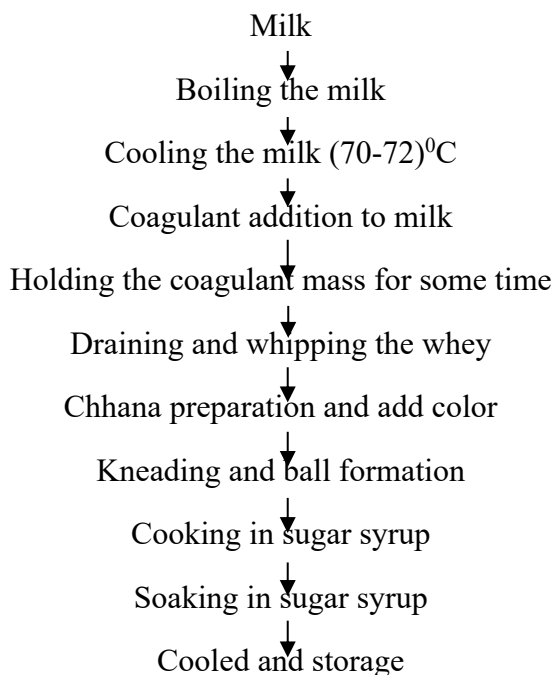 Milk
Boiling the milk
Cooling the milk (70-72)⁰C
Coagulant addition to milk
Holding the coagulant mass for some time
Draining and whipping the whey
Chhana preparation and add color
Kneading and ball formation
Cooking in sugar syrup
Soaking in sugar syrup
Cooled and storage